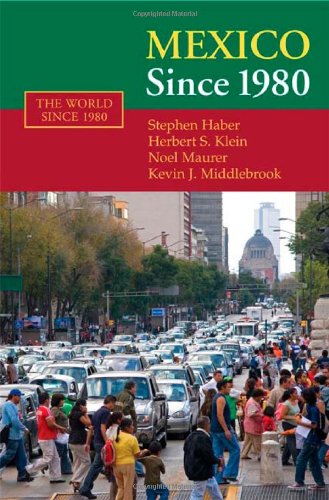 MEXICO
Since 1980
THE WORLD
SINCE 1980
Stephen Haber
Herbert S. Klein
Noel Maurer
Kevin J. Middlebrook